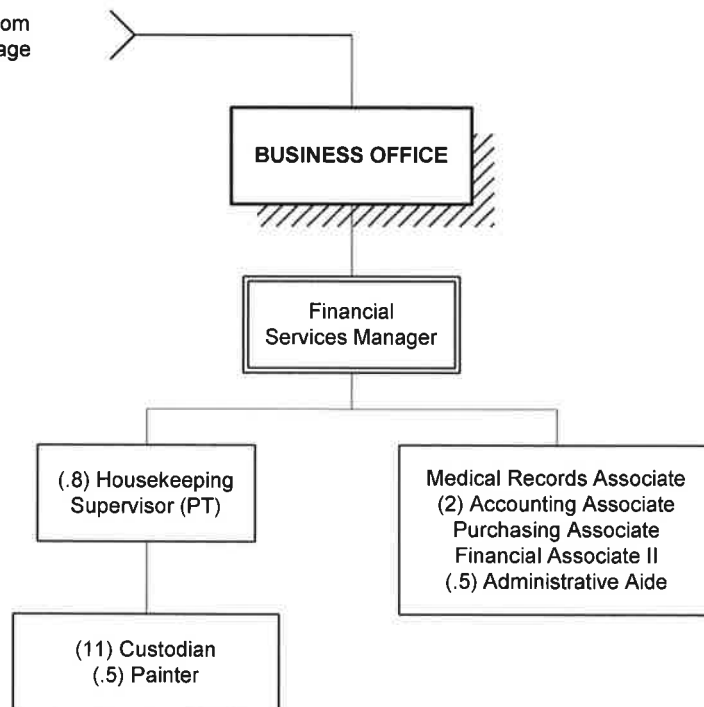 om
age
BUSINESS OFFICE
Financial
Services Manager
(.8) Housekeeping
Supervisor (PT)
Medical Records Associate
(2) Accounting Associate
Purchasing Associate
Financial Associate II
(.5) Administrative Aide
(11) Custodian
(.5) Painter